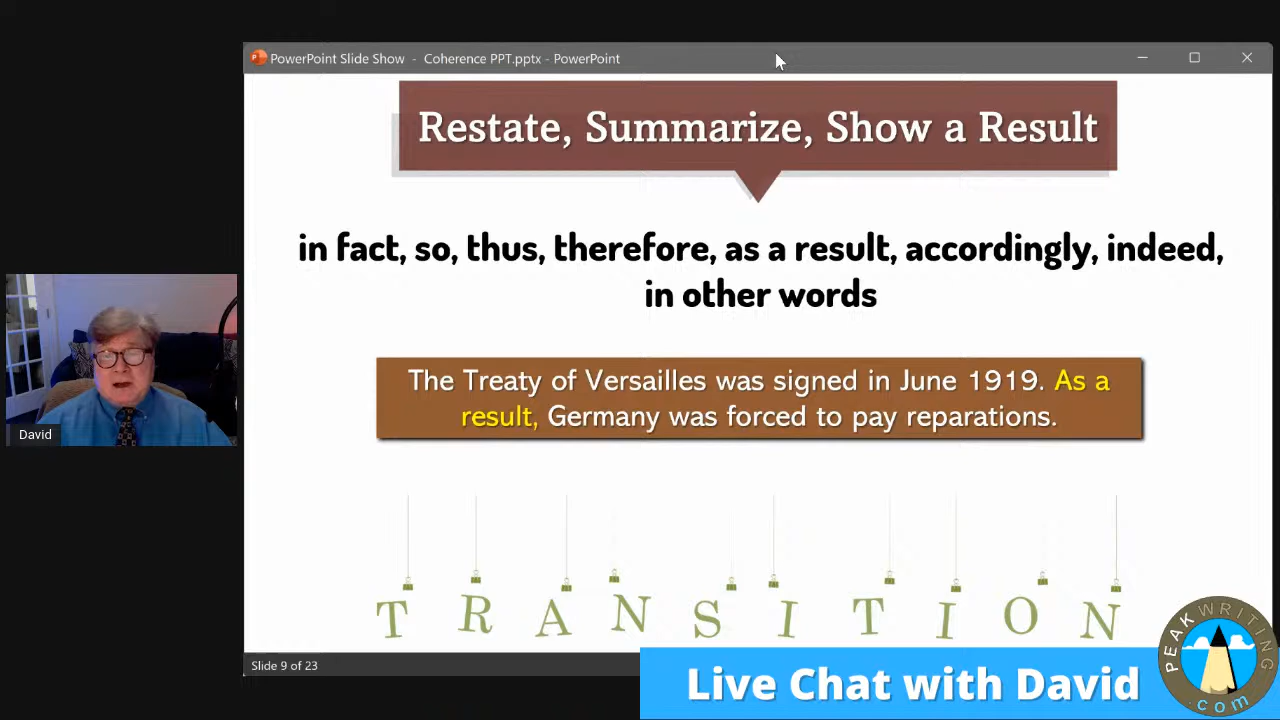 PowerPoint Slide Show - Coherence PPT.pptx - PowerPoint
Restate, Summarize, Show a Result
in fact, so, thus, therefore, as a result, accordingly, indeed,
in other words
The Treaty of Versailles was signed in June 1919. As a
result, Germany was forced to pay reparations.
David
TRANSITION
Slide 9 of 23
Live Chat with David
PEAKWRITING
.com